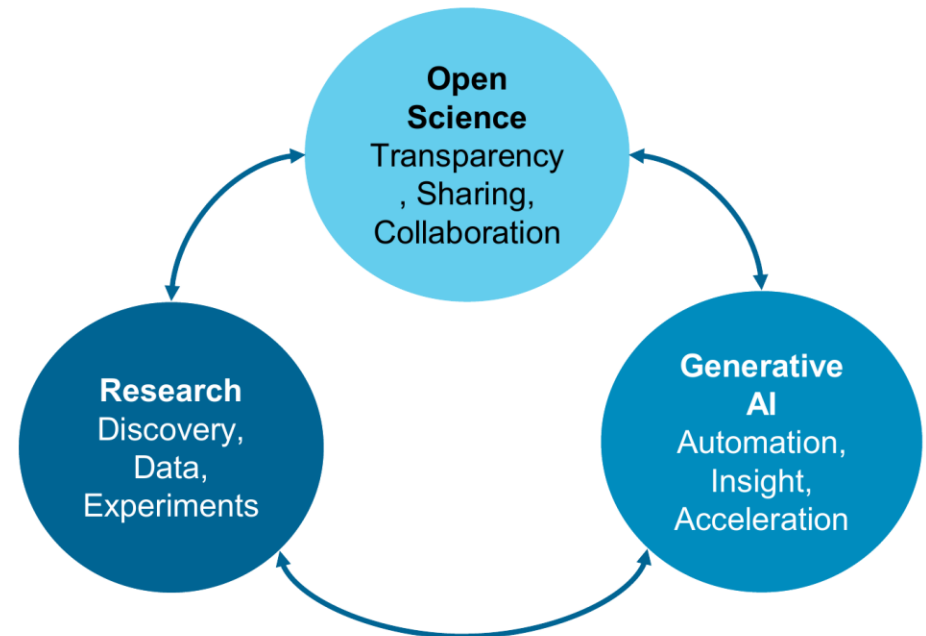 Open
Science
Transparency
, Sharing,
Collaboration
Research
Discovery,
Data,
Experiments
Generative
AI
Automation,
Insight,
Acceleration